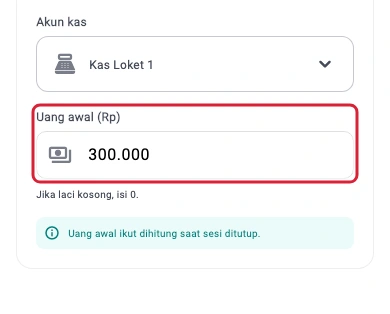 Akun kas
Kas Loket 1
Uang awal (Rp)
300.000
Jika laci kosong, isi 0.
Uang awal ikut dihitung saat sesi ditutup.